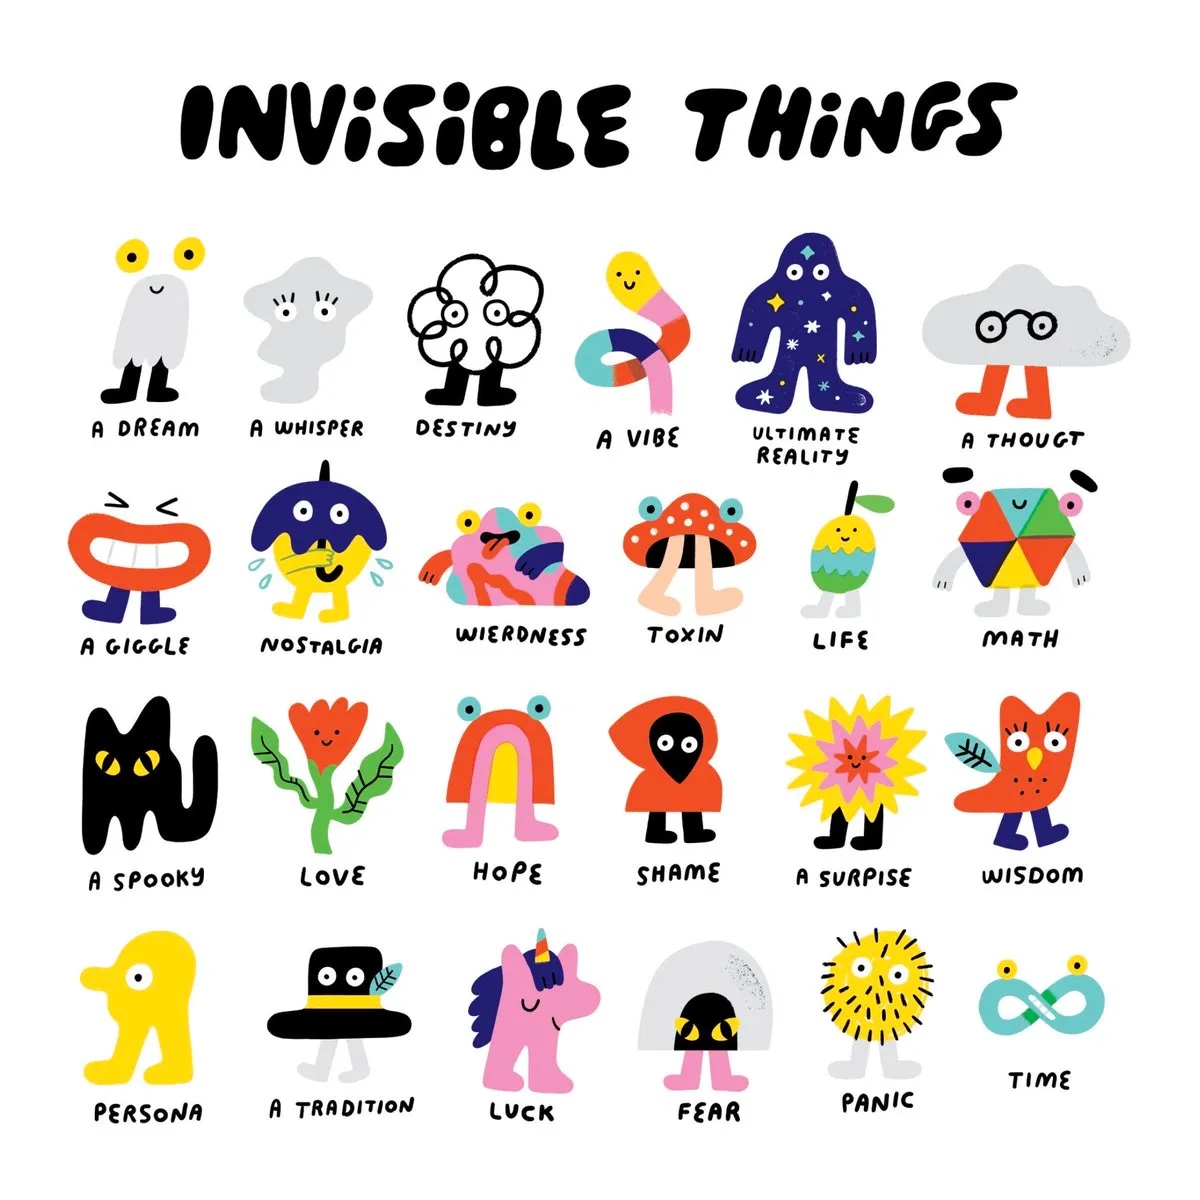 INVISIBLE THINGS
A DREAM
A WHISPER
DESTINY
A VIBE
ULTIMATE
REALITY
A THOUGT
A GIGGLE
NOSTALGIA
WIERDNESS
TOXIN
LIFE
MATH
A SPOOKY
LOVE
HOPE
SHAME
A SURPISE
WISDOM
PERSONA
A TRADITION
LUCK
FEAR
PANIC
TIME